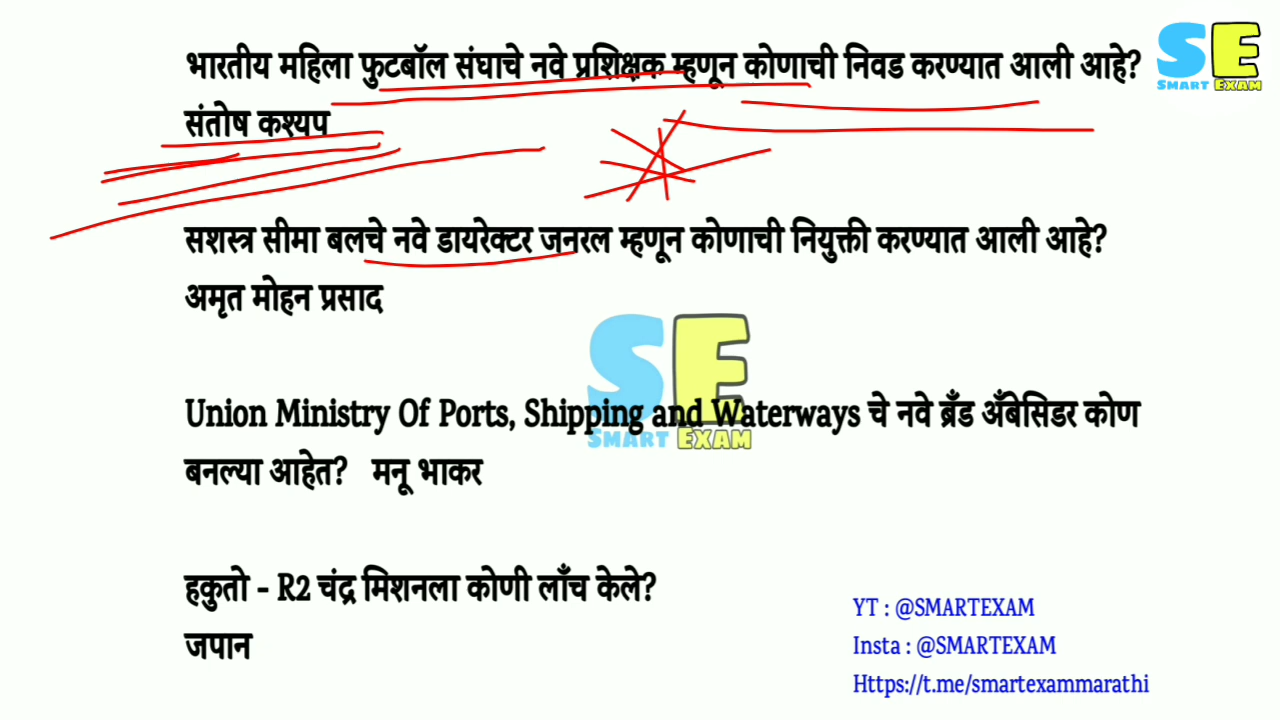 SE
SMART EXAM
भारतीय महिला फुटबॉल संघाचे नवे प्रशिक्षक म्हणून कोणाची निवड करण्यात आली आहे?
संतोष कश्यप
सशस्त्र सीमा बलचे नवे डायरेक्टर जनरल म्हणून कोणाची नियुक्ती करण्यात आली आहे?
अमृत मोहन प्रसाद
SE
Union Ministry Of Ports, Shipping and Waterways चे नवे ब्रँड अँबेसिडर कोण
SMART EXAM
बनल्या आहेत? मनू भाकर
हकुतो - R2 चंद्र मिशनला कोणी लाँच केले?
जपान
YT : @SMARTEXAM
Insta : @SMARTEXAM
Https://t.me/smartexammarathi